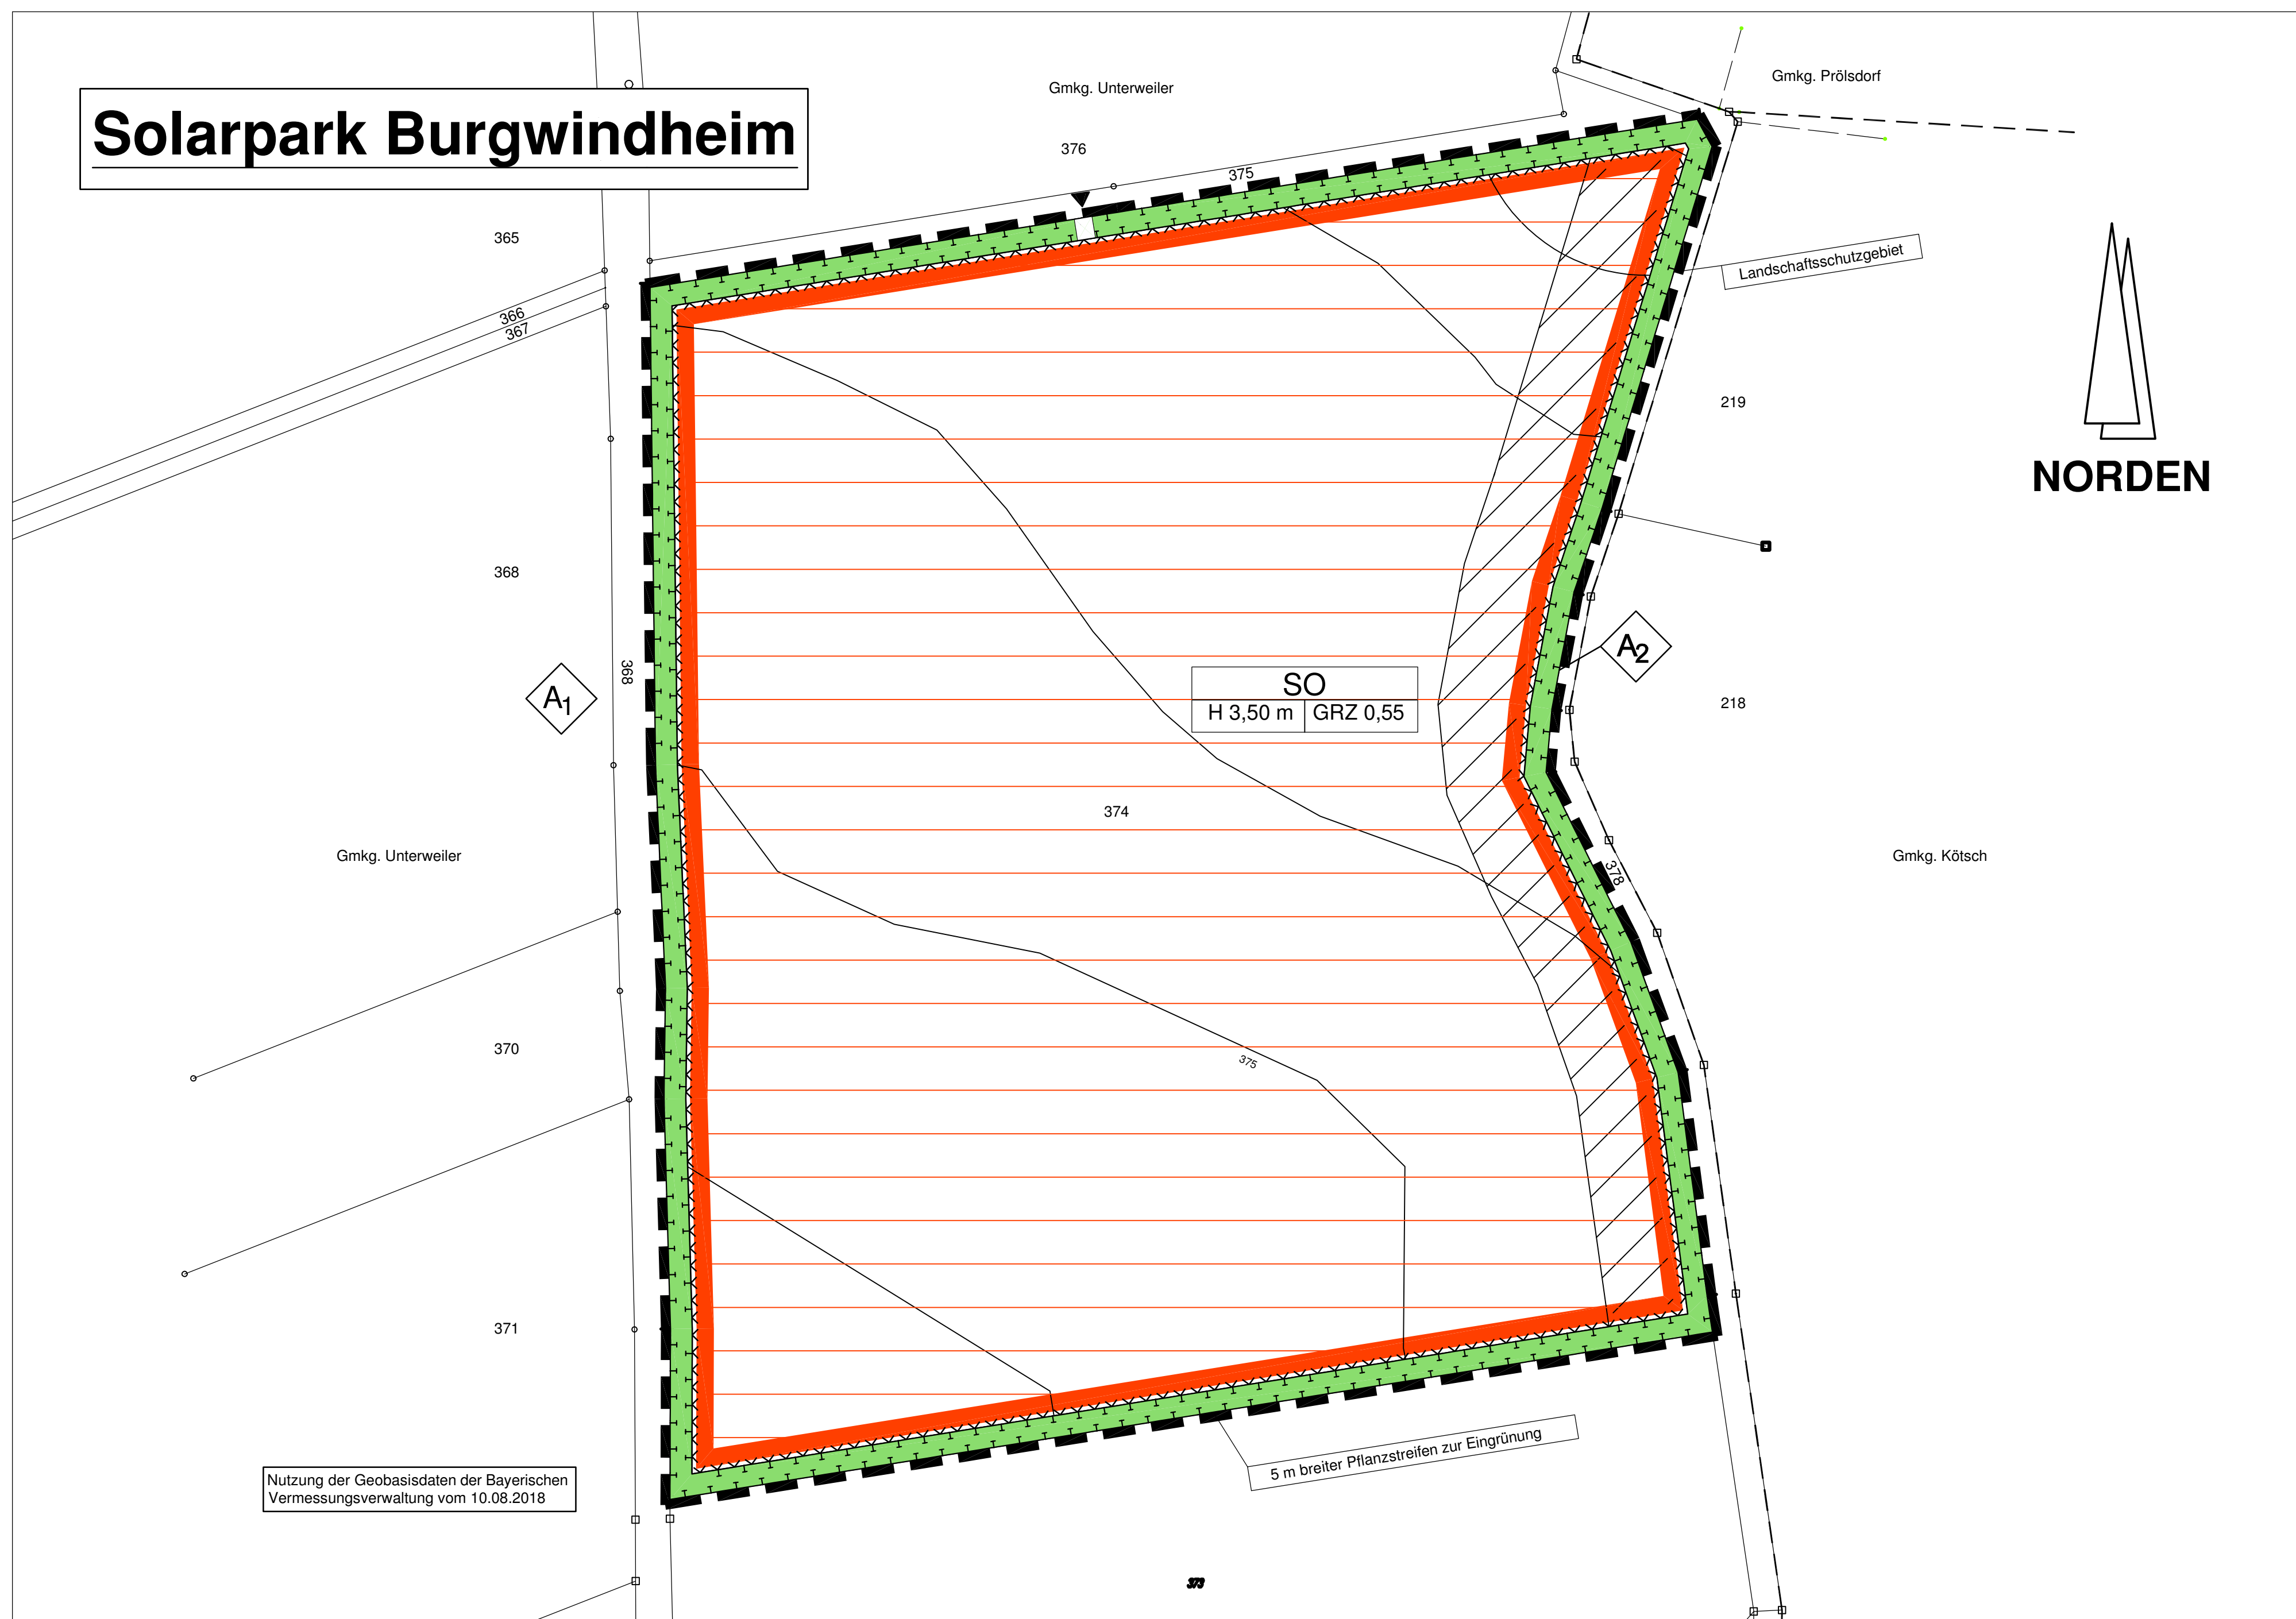 Gmkg. Prölsdorf
Gmkg. Unterweiler
Solarpark Burgwindheim
376
375
365
Landschaftsschutzgebiet
366
367
219
NORDEN
368
A2
368
SO
A1
H 3,50 m GRZ 0,55
218
374
Gmkg. Unterweiler
Gmkg. Kötsch
378
370
375
371
5 m breiter Pflanzstreifen zur Eingrünung
Nutzung der Geobasisdaten der Bayerischen
Vermessungsverwaltung vom 10.08.2018